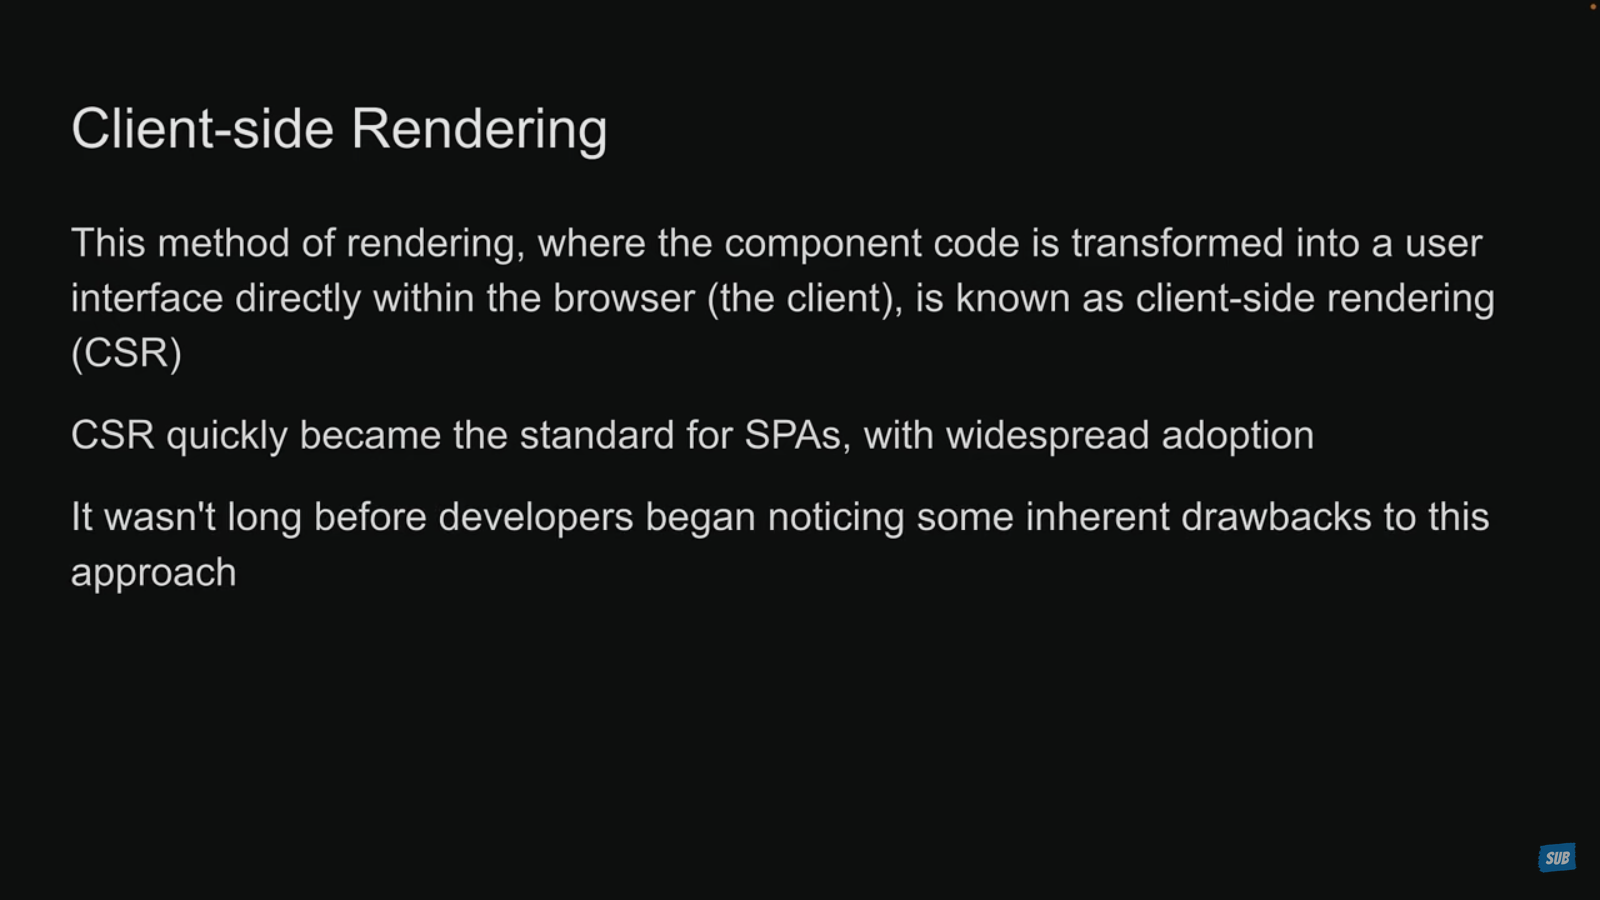 Client-side Rendering
This method of rendering, where the component code is transformed into a user
interface directly within the browser (the client), is known as client-side rendering
(CSR)
CSR quickly became the standard for SPAs, with widespread adoption
It wasn't long before developers began noticing some inherent drawbacks to this
approach
SUB